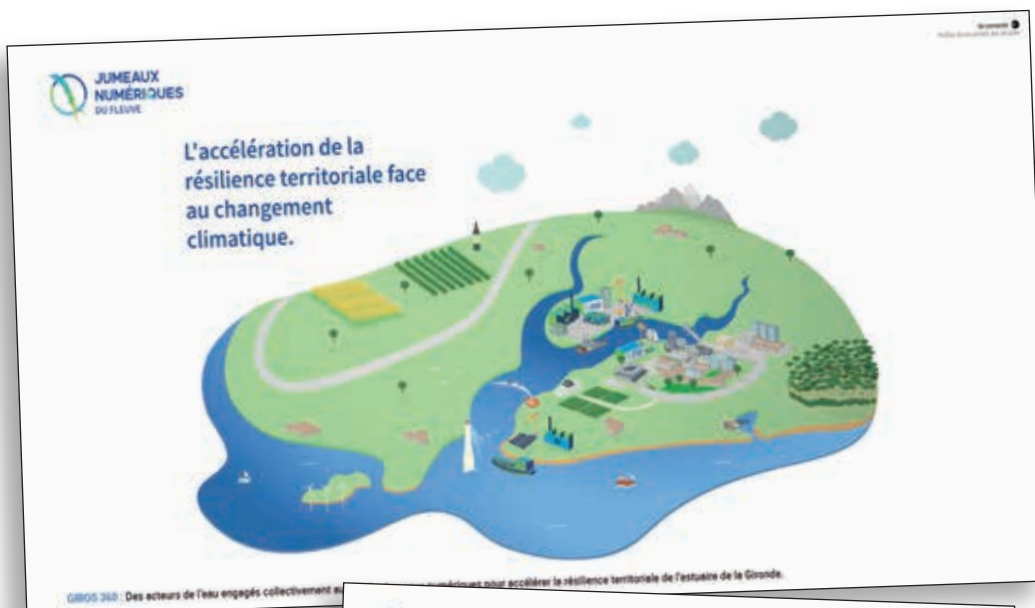 JUMEAUX
NUMÉRIQUES
DU FLEUVE
L'accélération de la
résilience territoriale face
au changement
climatique.
GIROS 360 : Des acteurs de l'eau engagés collectivement numériques pour accélérer la résilience territoriale de l'estuaire de la Gironde.